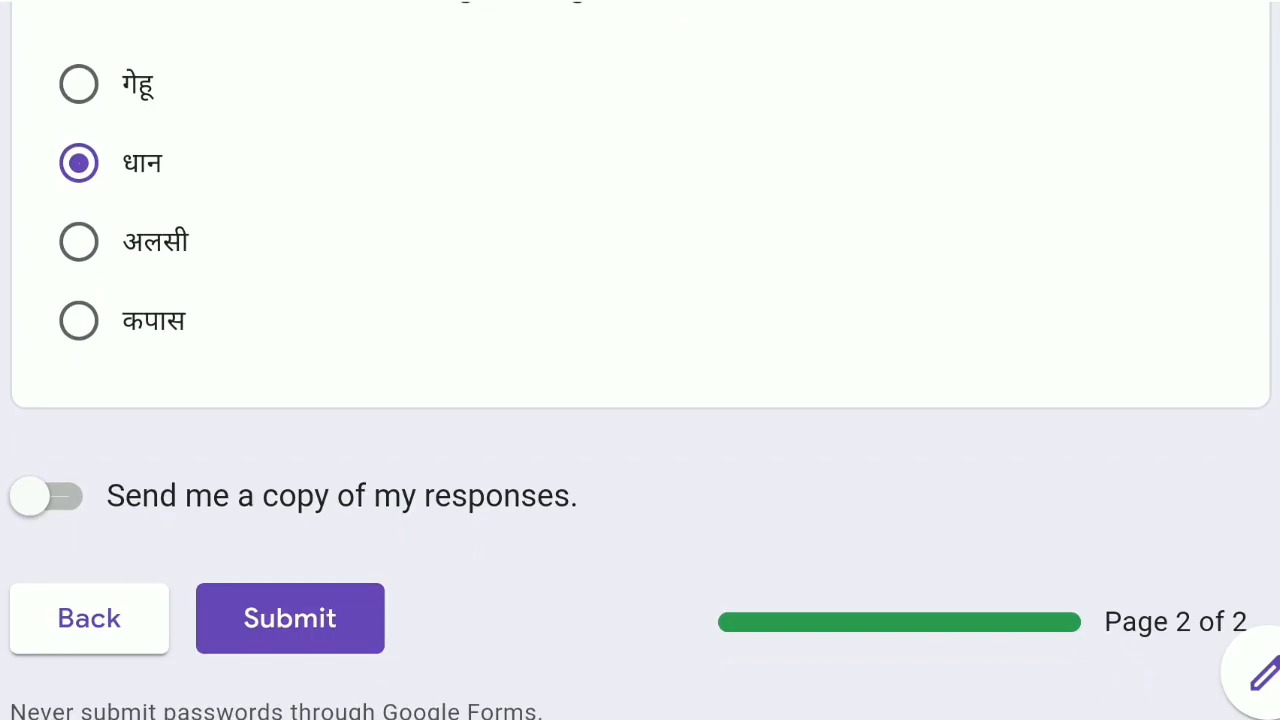 गेहू
धान
अलसी
कपास
Send me a copy of my responses.
Back
Submit
Page 2 of 2
Never submit passwords through Google Forms.